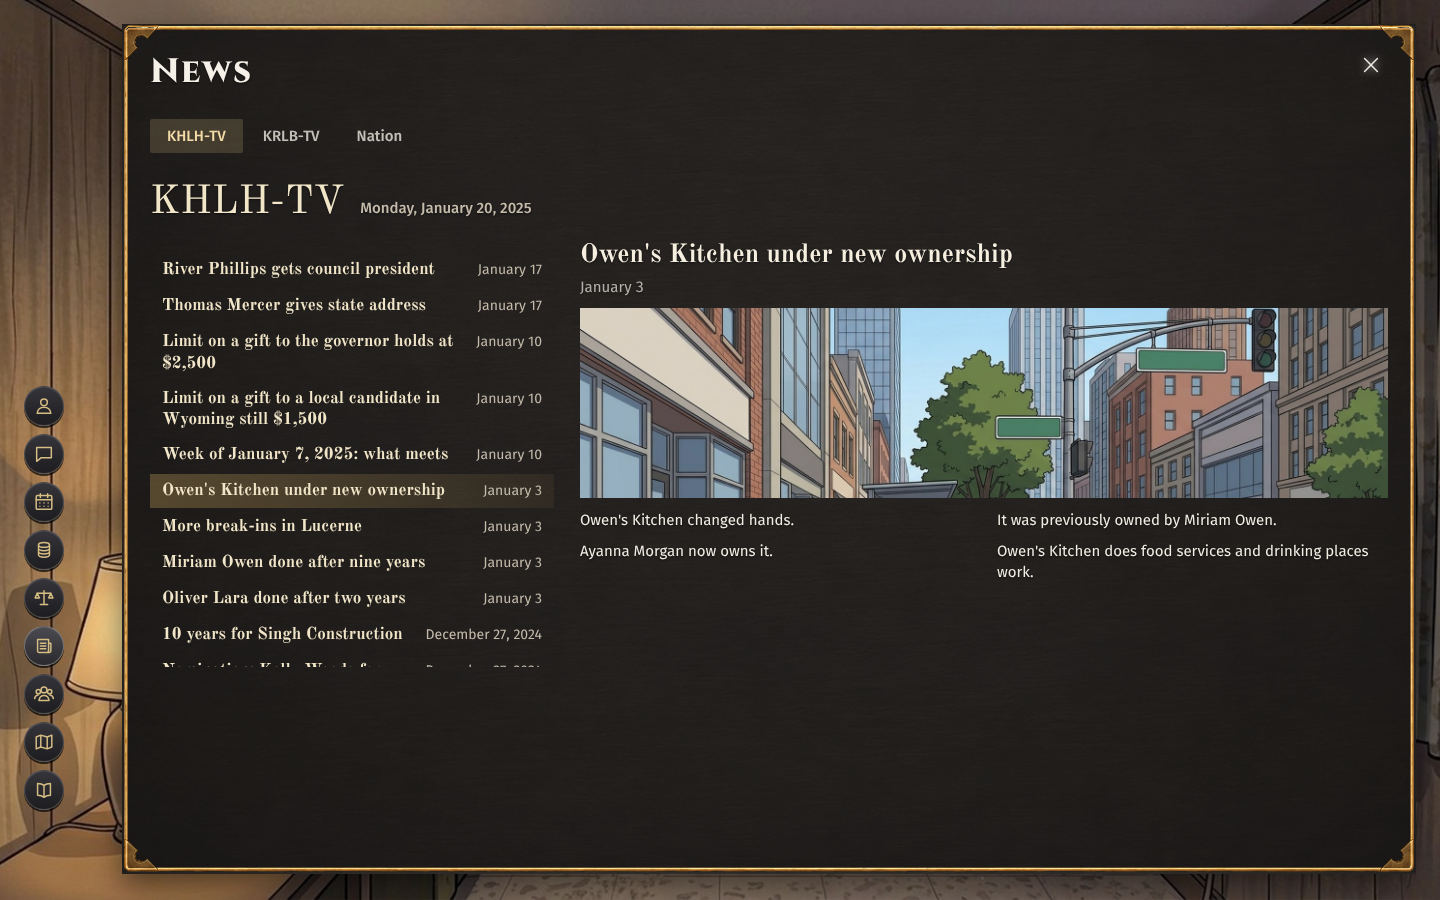 News
KHLH-TV
KRLB-TV
Nation
KHLH-TV Monday, January 20, 2025
River Phillips gets council president January 17
Thomas Mercer gives state address January 17
Limit on a gift to the governor holds at January 10
$2,500
Limit on a gift to a local candidate in January 10
Wyoming still $1,500
Week of January 7, 2025: what meets January 10
Owen's Kitchen under new ownership January 3
More break-ins in Lucerne January 3
Miriam Owen done after nine years January 3
Oliver Lara done after two years January 3
10 years for Singh Construction December 27, 2024
Owen's Kitchen under new ownership
January 3
Owen's Kitchen changed hands.
Ayanna Morgan now owns it.
It was previously owned by Miriam Owen.
Owen's Kitchen does food services and drinking places
work.